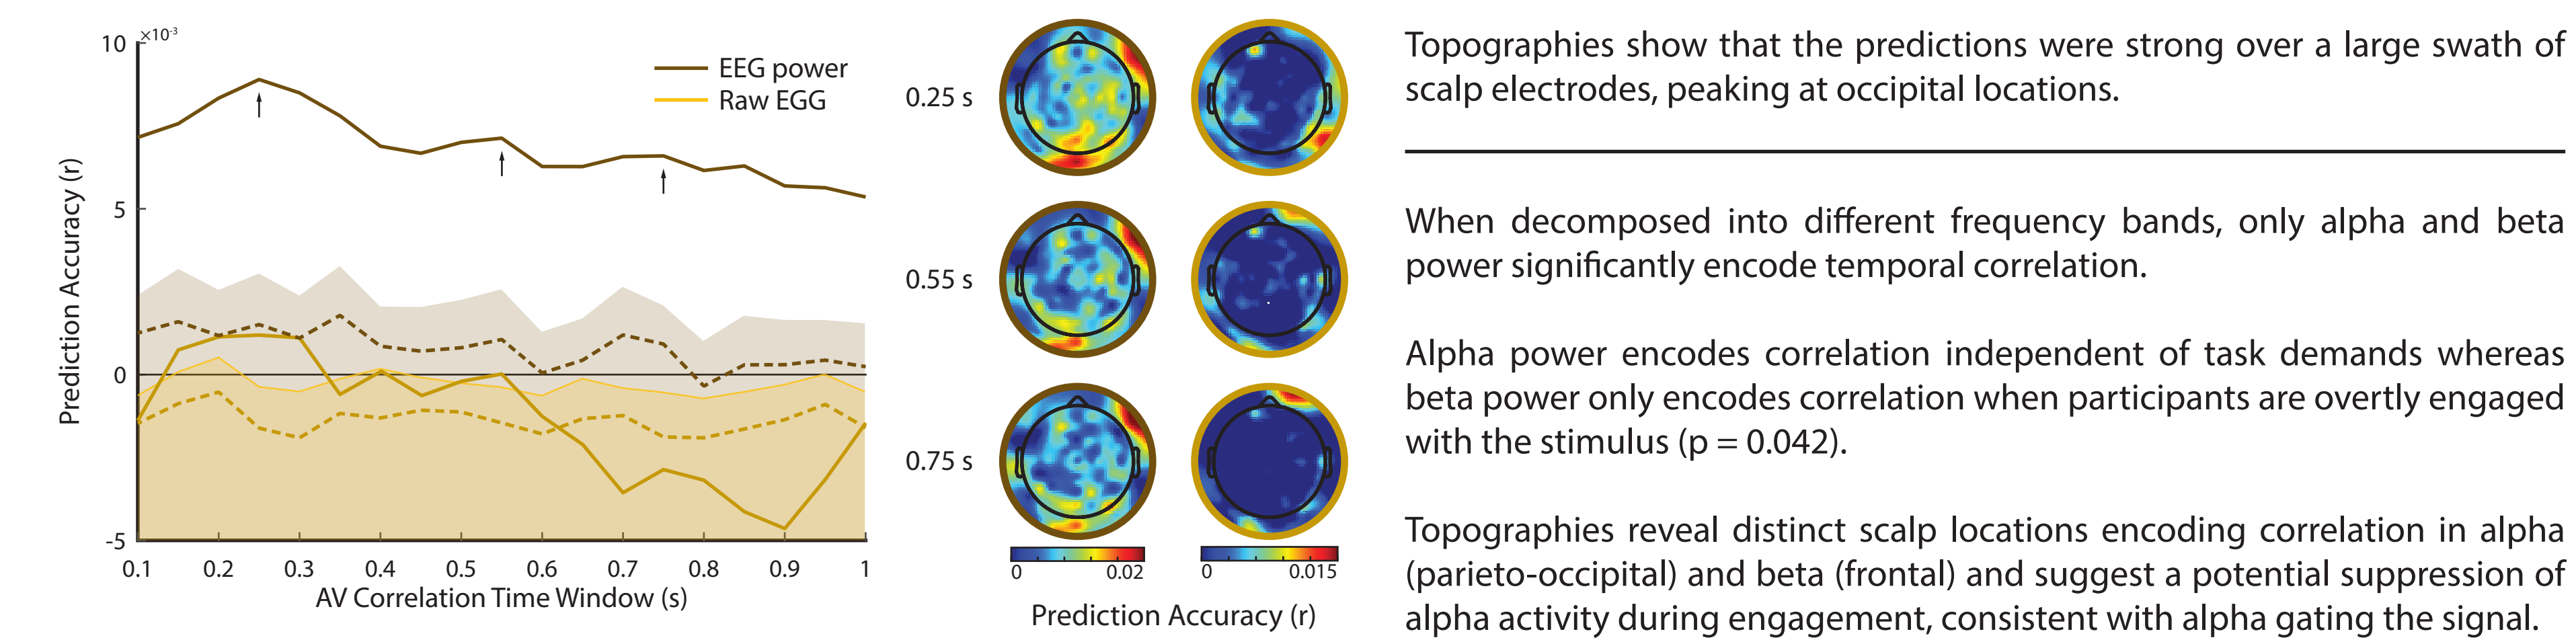 10 ×10-3
5
0
-5
Prediction Accuracy (r)
EEG power
Raw EGG
0.1 0.2 0.3 0.4 0.5 0.6 0.7 0.8 0.9 1
AV Correlation Time Window (s)
0.25 s
0.55 s
0.75 s
0 0.02
0 0.015
Prediction Accuracy (r)
Topographies show that the predictions were strong over a large swath of
scalp electrodes, peaking at occipital locations.
When decomposed into different frequency bands, only alpha and beta
power significantly encode temporal correlation.
Alpha power encodes correlation independent of task demands whereas
beta power only encodes correlation when participants are overtly engaged
with the stimulus (p = 0.042).
Topographies reveal distinct scalp locations encoding correlation in alpha
(parieto-occipital) and beta (frontal) and suggest a potential suppression of
alpha activity during engagement, consistent with alpha gating the signal.